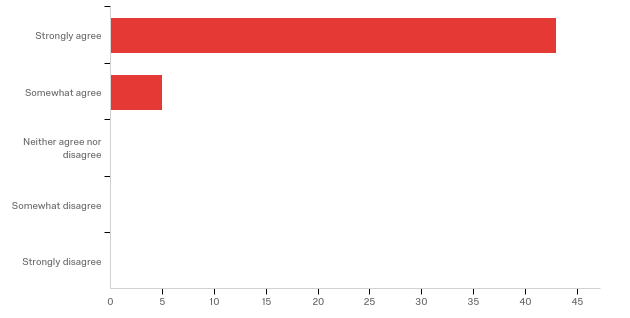 Strongly agree
Somewhat agree
Neither agree nor
disagree
Somewhat disagree
Strongly disagree
0 5 10 15 20 25 30 35 40 45